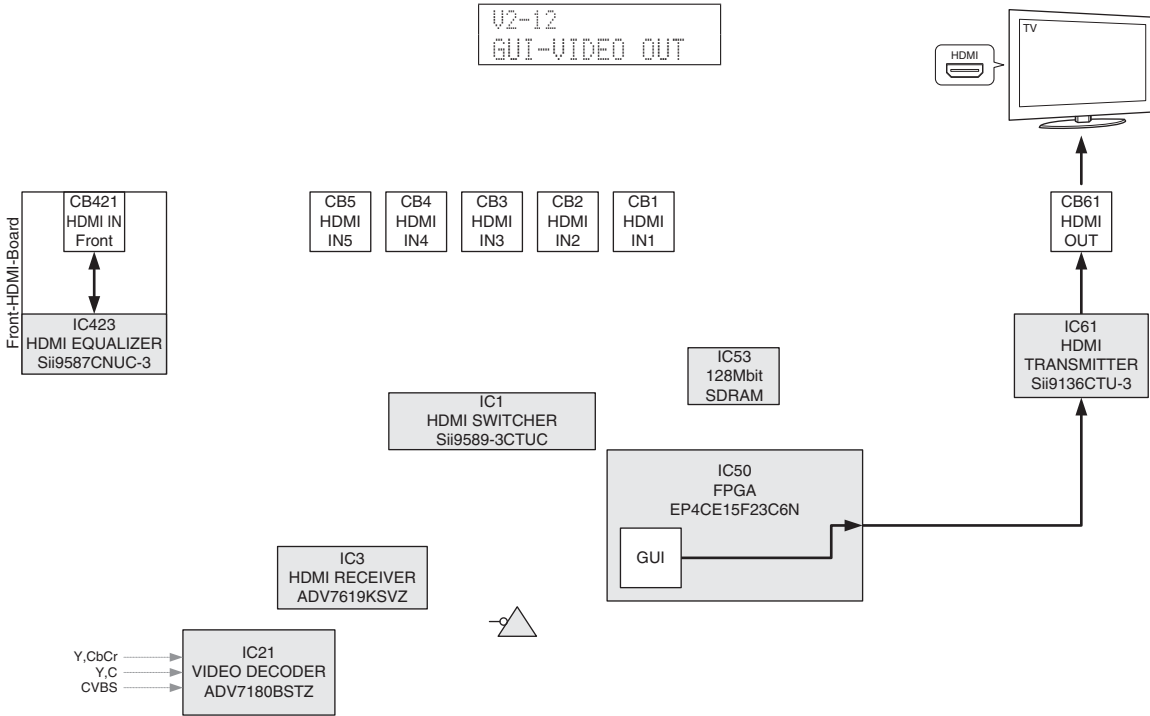 V2-12
GUI-VIDEO OUT
TV
HDMI
Front-HDMI-Board
CB421
HDMI IN
Front
CB5
HDMI
IN5
CB4
HDMI
IN4
CB3
HDMI
IN3
CB2
HDMI
IN2
CB1
HDMI
IN1
CB61
HDMI
OUT
IC423
HDMI EQUALIZER
Sii9587CNUC-3
IC61
HDMI
TRANSMITTER
Sii9136CTU-3
IC53
128Mbit
SDRAM
IC1
HDMI SWITCHER
Sii9589-3CTUC
IC50
FPGA
EP4CE15F23C6N
GUI
IC3
HDMI RECEIVER
ADV7619KSVZ
Y,CbCr
Y,C
CVBS
IC21
VIDEO DECODER
ADV7180BSTZ